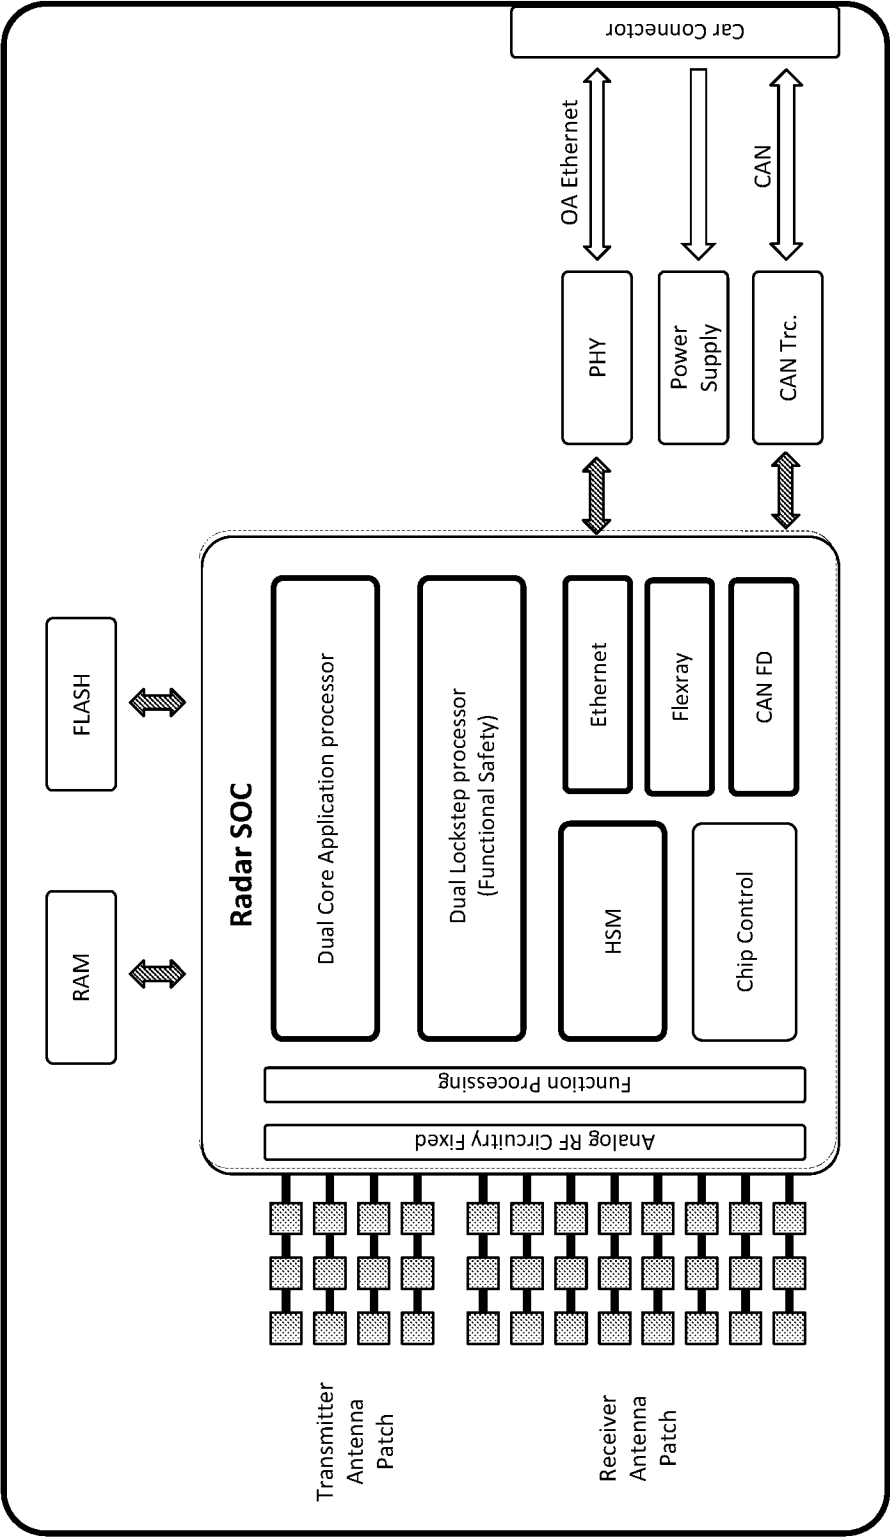 RAM
FLASH
Radar SOC
Transmitter
Antenna
Patch
Receiver
Antenna
Patch
Analog RF Circuitry Fixed
Function Processing
Dual Core Application processor
Dual Lockstep processor
(Functional Safety)
HSM
Chip Control
Ethernet
Flexray
CAN FD
PHY
Power
Supply
CAN Trc.
OA Ethernet
CAN
Car Connector